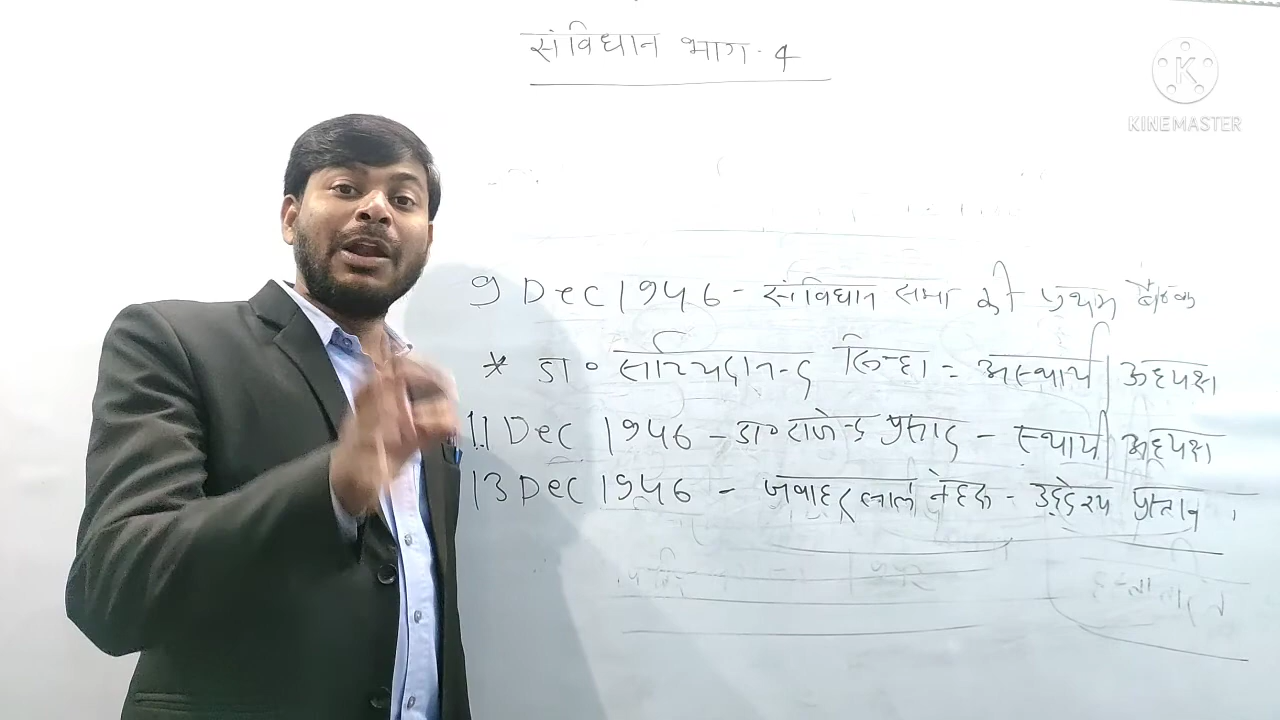 संविधान भाग-4
KINEMASTER
9 Dec 1946 - संविधान सभा की प्रथम बैठक
* डा० सच्चिदानन्द सिन्हा = अस्थायी अध्यक्ष
11 Dec 1946 - डा० राजेन्द्र प्रसाद - स्थायी अध्यक्ष
13 Dec 1946 - जवाहर लाल नेहरू - उद्देश्य प्रस्ताव